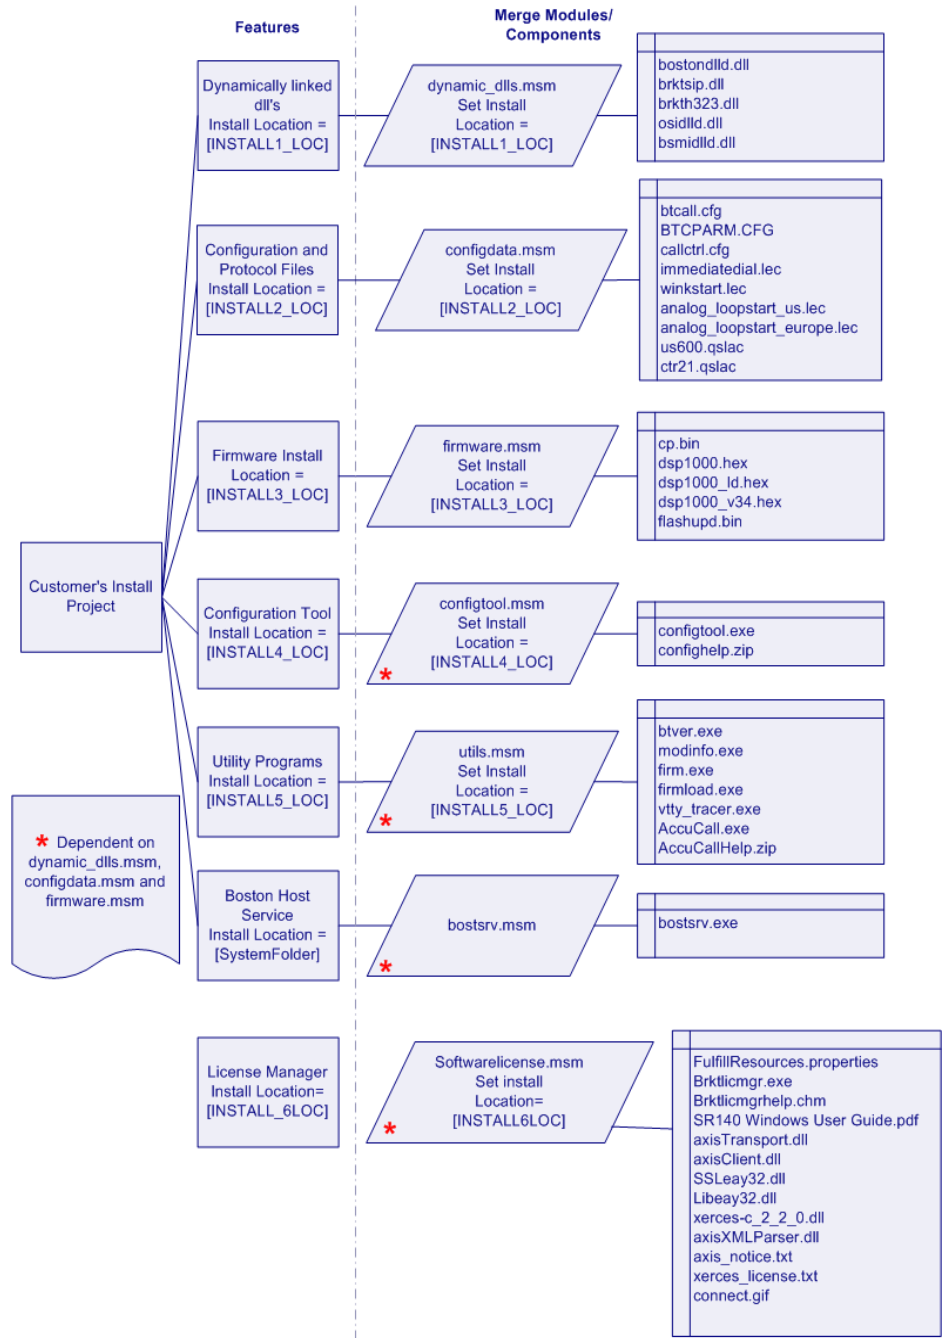 Features
Merge Modules/
Components
Dynamically linked
dll's
Install Location =
[INSTALL1_LOC]
dynamic_dlls.msm
Set Install
Location =
[INSTALL1_LOC]
bostondlld.dll
brktsip.dll
brkth323.dll
osidlld.dll
bsmidlld.dll
Configuration and
Protocol Files
Install Location =
[INSTALL2_LOC]
configdata.msm
Set Install
Location =
[INSTALL2_LOC]
btcall.cfg
BTCPARM.CFG
callctrl.cfg
immediatedial.lec
winkstart.lec
analog_loopstart_us.lec
analog_loopstart_europe.lec
us600.qslac
ctr21.qslac
Firmware Install
Location =
[INSTALL3_LOC]
firmware.msm
Set Install
Location =
[INSTALL3_LOC]
cp.bin
dsp1000.hex
dsp1000_ld.hex
dsp1000_v34.hex
flashupd.bin
Customer's Install
Project
Configuration Tool
Install Location =
[INSTALL4_LOC]
configtool.msm
Set Install
Location =
[INSTALL4_LOC]
*
configtool.exe
confighelp.zip
Utility Programs
Install Location =
[INSTALL5_LOC]
utils.msm
Set Install
Location =
[INSTALL5_LOC]
*
btver.exe
modinfo.exe
firm.exe
firmload.exe
vtty_tracer.exe
AccuCall.exe
AccuCallHelp.zip
* Dependent on
dynamic_dlls.msm,
configdata.msm and
firmware.msm
Boston Host
Service
Install Location =
[SystemFolder]
bostsrv.msm
*
bostsrv.exe
License Manager
Install Location=
[INSTALL_6LOC]
Softwarelicense.msm
Set install
Location=
[INSTALL6LOC]
*
FulfillResources.properties
Brktlicmgr.exe
Brktlicmgrhelp.chm
SR140 Windows User Guide.pdf
axisTransport.dll
axisClient.dll
SSLeay32.dll
Libeay32.dll
xerces-c_2_2_0.dll
axisXMLParser.dll
axis_notice.txt
xerces_license.txt
connect.gif